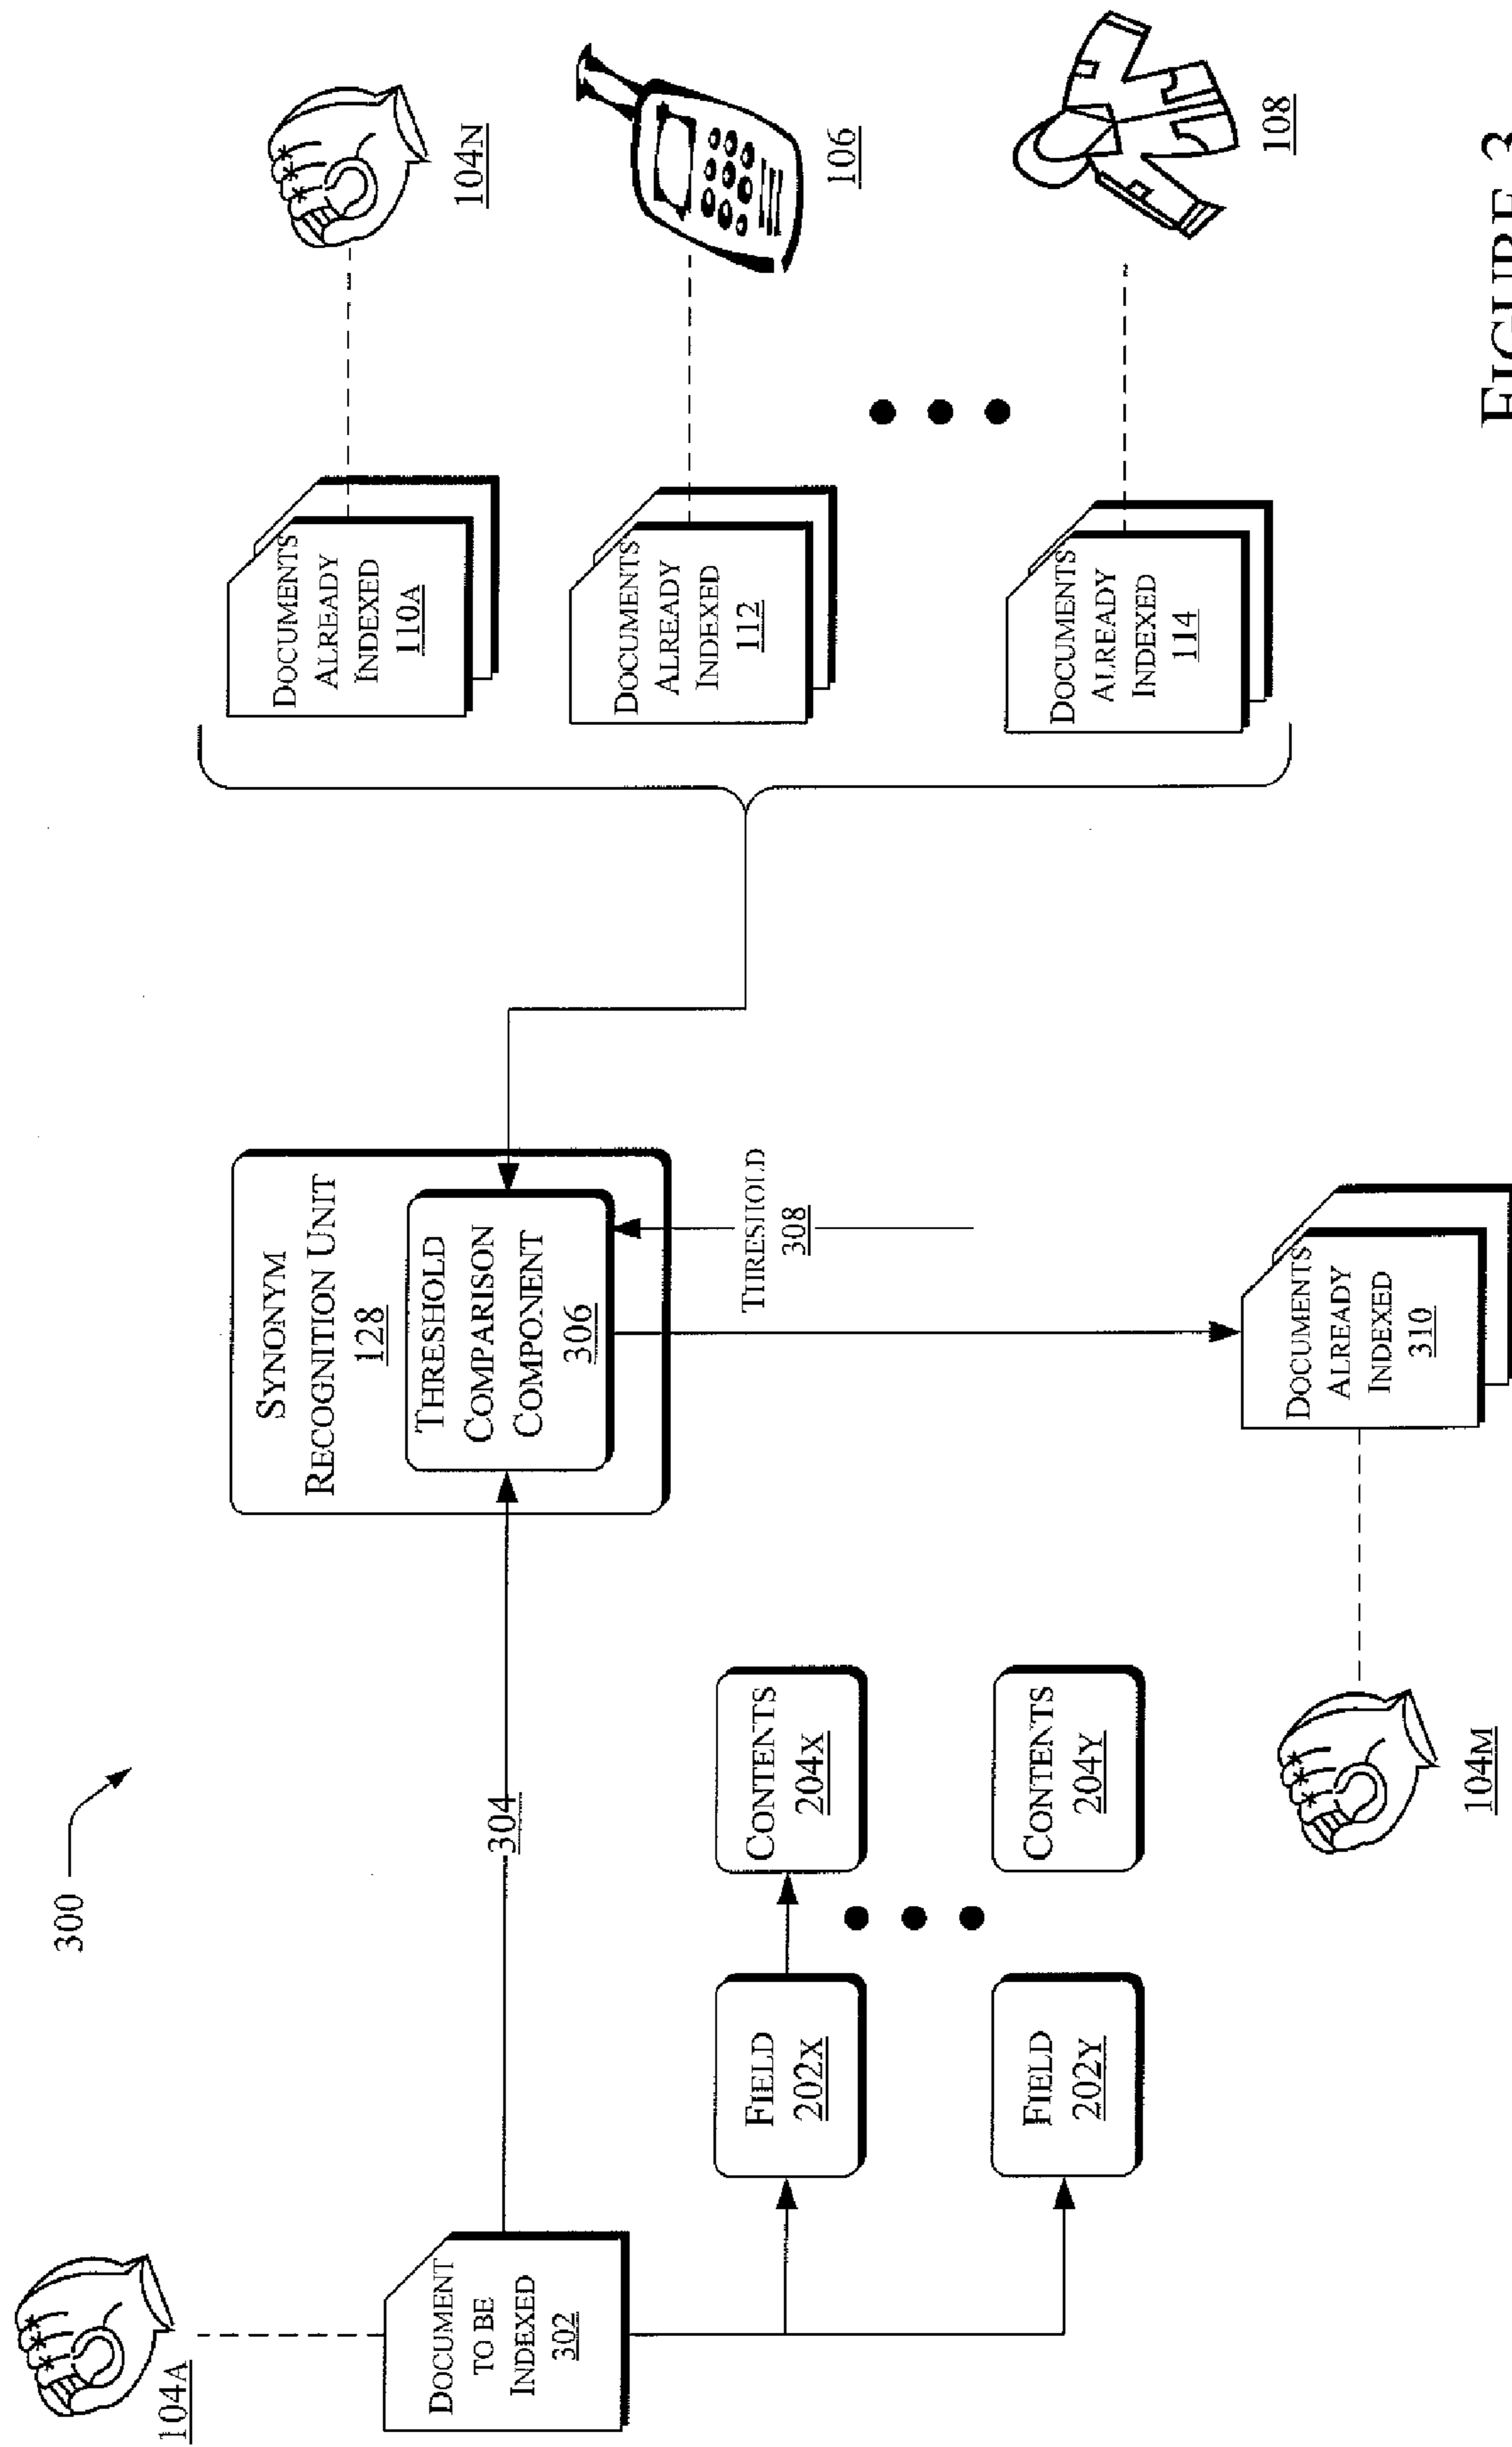 300
104A
DOCUMENT
TO BE
INDEXED
302
304
SYNONYM
RECOGNITION UNIT
128
THRESHOLD
COMPARISON
COMPONENT
306
THRESHOLD
308
FIELD
202X
CONTENTS
204X
FIELD
202Y
CONTENTS
204Y
DOCUMENTS
ALREADY
INDEXED
310
104M
DOCUMENTS
ALREADY
INDEXED
110A
104N
DOCUMENTS
ALREADY
INDEXED
112
106
DOCUMENTS
ALREADY
INDEXED
114
108
FIGURE 3